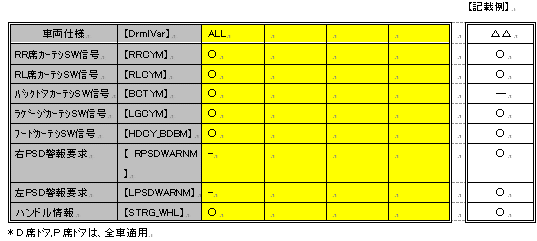 【記載例】
車両仕様 【DrmlVar】 ALL △△
RR席カーテシSW信号 【RRCYM】 ○ ○
RL席カーテシSW信号 【RLCYM】 ○ ○
バックドアカーテシSW信号 【BCTYM】 ○ ー
ラゲージカーテシSW信号 【LGCYM】 ○ ○
フードカーテシSW信号 【HDCY_BDBM】 ○ ○
右PSD警報要求 【 RPSDWARNM 】 - ○
左PSD警報要求 【LPSDWARNM】 - ○
ハンドル情報 【STRG_WHL】 ○ ○
*D席ドア,P席ドアは、全車適用。